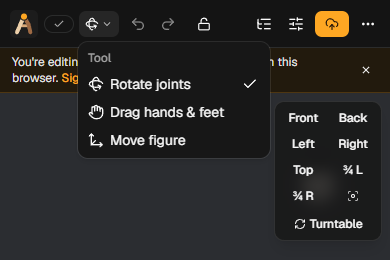 Tool
You're editin
n this
browser. Sig
Rotate joints
Drag hands & feet
Move figure
Front Back
Left Right
Top ¾ L
¾ R
Turntable